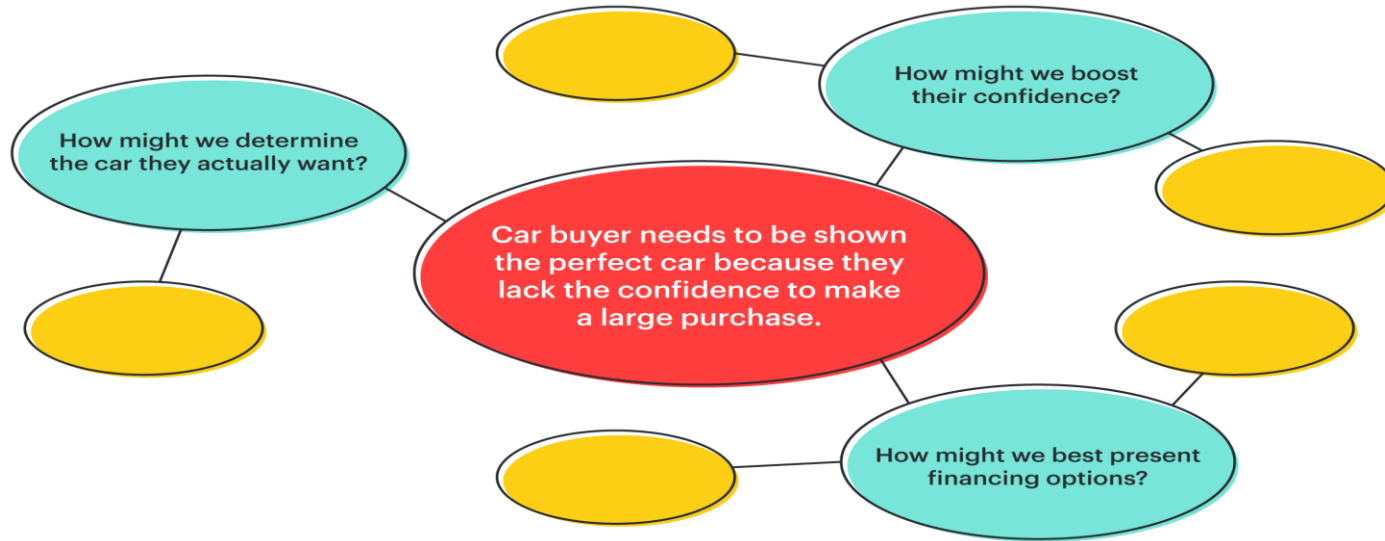 How might we boost
their confidence?
How might we determine
the car they actually want?
Car buyer needs to be shown
the perfect car because they
lack the confidence to make
a large purchase.
How might we best present
financing options?